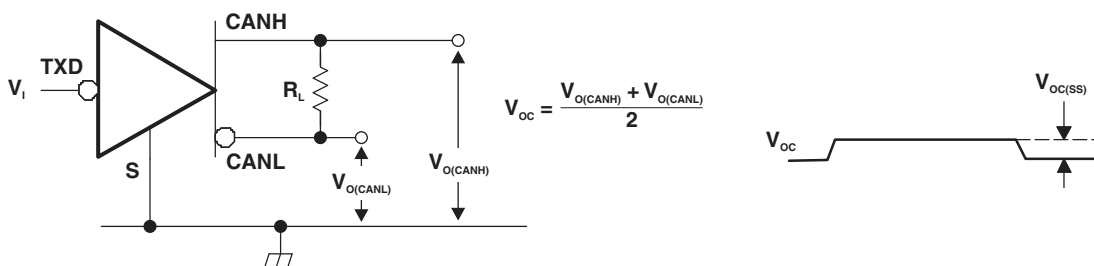 CANH
TXD
V_I
R_L
V_OC = (V_O(CANH) + V_O(CANL)) / 2
V_OC(SS)
V_OC
CANL
S
V_O(CANL)
V_O(CANH)